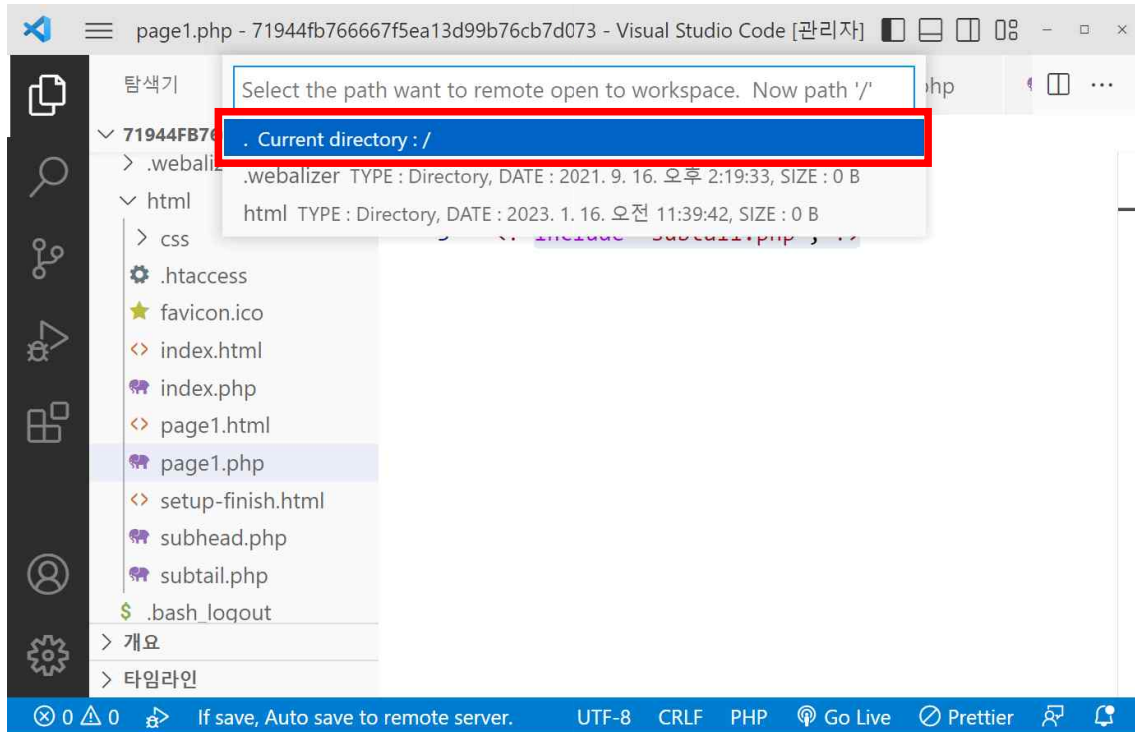 page1.php - 71944fb766667f5ea13d99b76cb7d073 - Visual Studio Code [관리자]
탐색기
Select the path want to remote open to workspace. Now path '/'
php
71944FB76
. Current directory : /
.webaliz
.webalizer TYPE : Directory, DATE : 2021. 9. 16. 오후 2:19:33, SIZE : 0 B
html
html TYPE : Directory, DATE : 2023. 1. 16. 오전 11:39:42, SIZE : 0 B
css
.htaccess
favicon.ico
index.html
index.php
page1.html
page1.php
setup-finish.html
subhead.php
subtail.php
$ .bash_logout
개요
타임라인
0 0 If save, Auto save to remote server. UTF-8 CRLF PHP Go Live Prettier